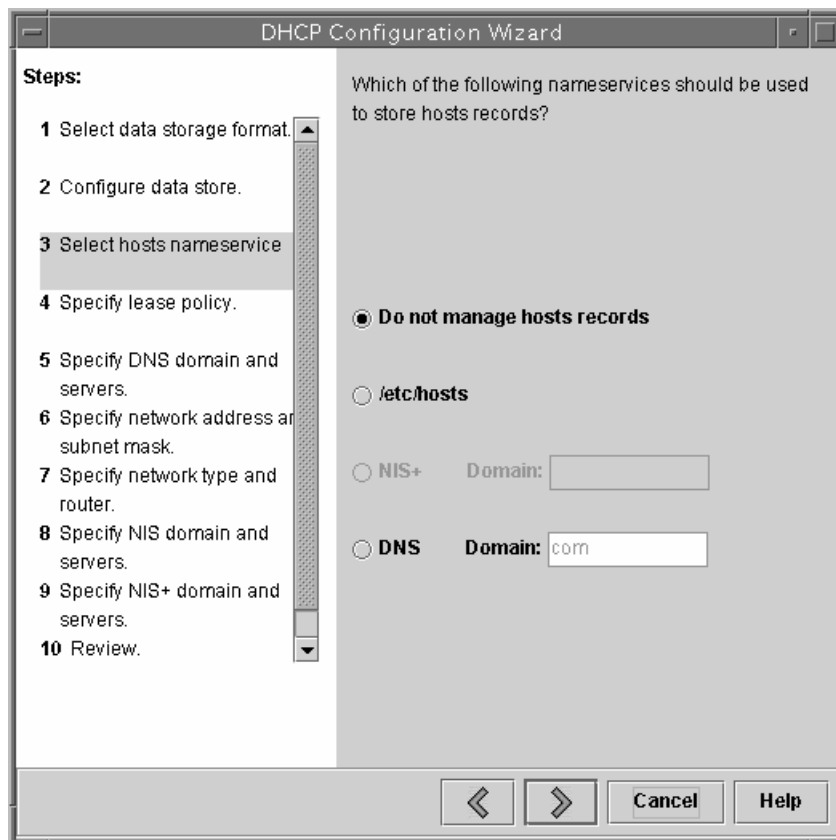 DHCP Configuration Wizard
Steps:
1 Select data storage format.
2 Configure data store.
3 Select hosts nameservice
4 Specify lease policy.
5 Specify DNS domain and
servers.
6 Specify network address an
subnet mask.
7 Specify network type and
router.
8 Specify NIS domain and
servers.
9 Specify NIS+ domain and
servers.
10 Review.
Which of the following nameservices should be used
to store hosts records?
Do not manage hosts records
/etc/hosts
NIS+ Domain:
DNS Domain: com
Cancel Help